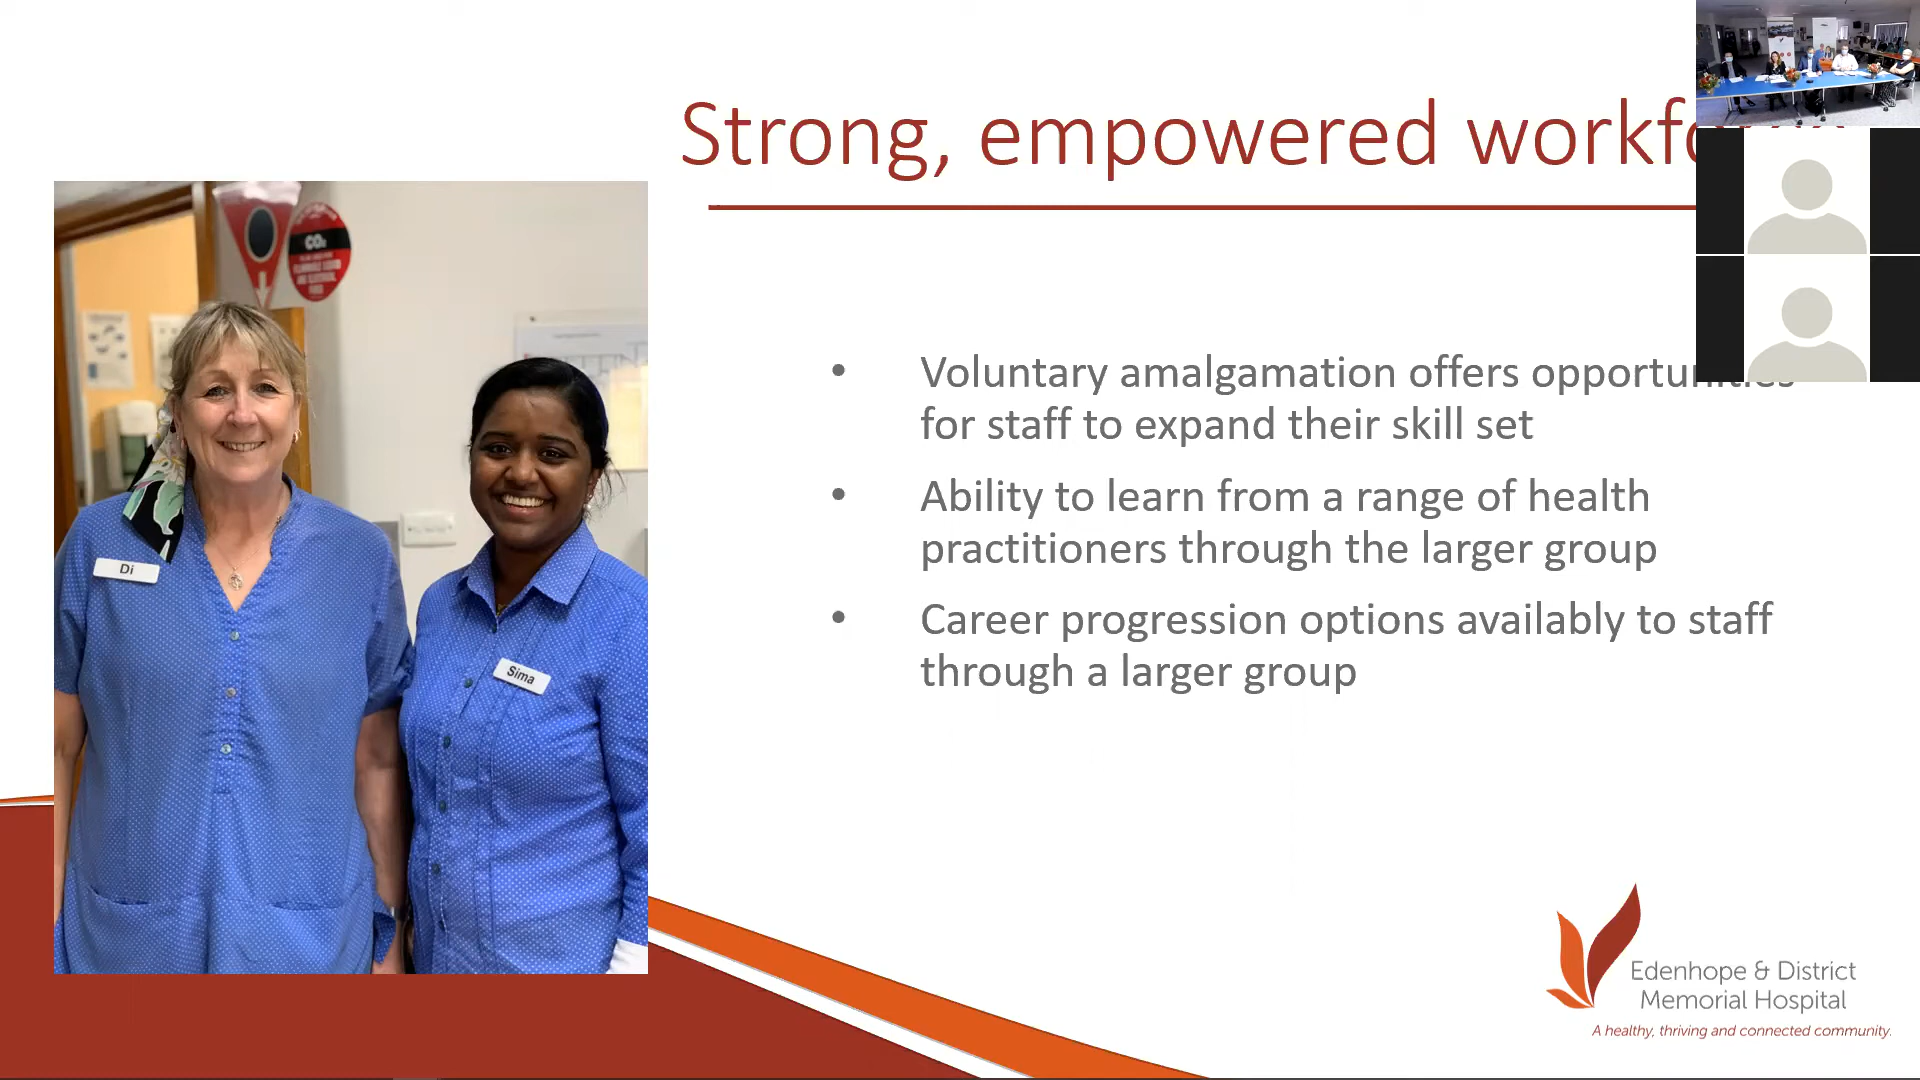 Strong, empowered
CO₂
Di
Sima
• Voluntary amalgamation offers opportunities
for staff to expand their skill set
• Ability to learn from a range of health
practitioners through the larger group
• Career progression options availably to staff
through a larger group
Edenhope & District
Memorial Hospital
A healthy, thriving and connected community.